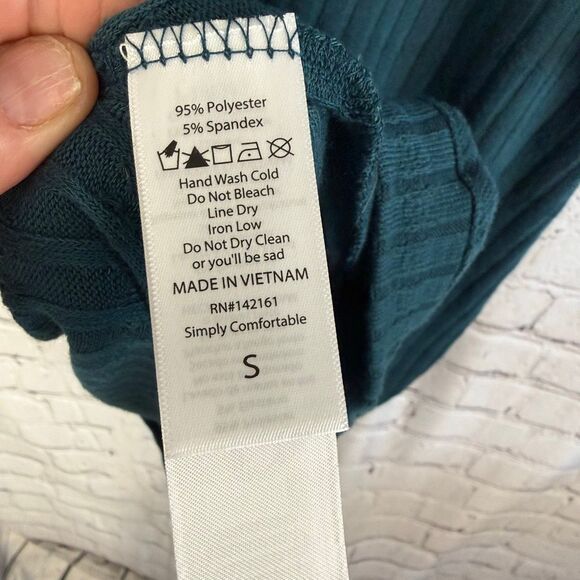 95% Polyester
5% Spandex
Hand Wash Cold
Do Not Bleach
Line Dry
Iron Low
Do Not Dry Clean
or you'll be sad
MADE IN VIETNAM
RN#142161
Simply Comfortable
S